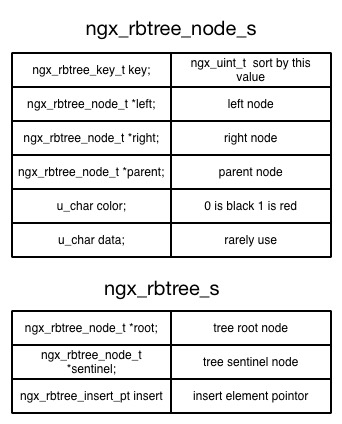 ngx_rbtree_node_s
ngx_rbtree_key_t key;
ngx_uint_t  sort by this
value
ngx_rbtree_node_t *left;
left node
ngx_rbtree_node_t *right;
right node
ngx_rbtree_node_t *parent;
parent node
u_char color;
0 is black 1 is red
u_char data;
rarely use
ngx_rbtree_s
ngx_rbtree_node_t *root;
tree root node
ngx_rbtree_node_t
*sentinel;
tree sentinel node
ngx_rbtree_insert_pt insert
insert element pointor